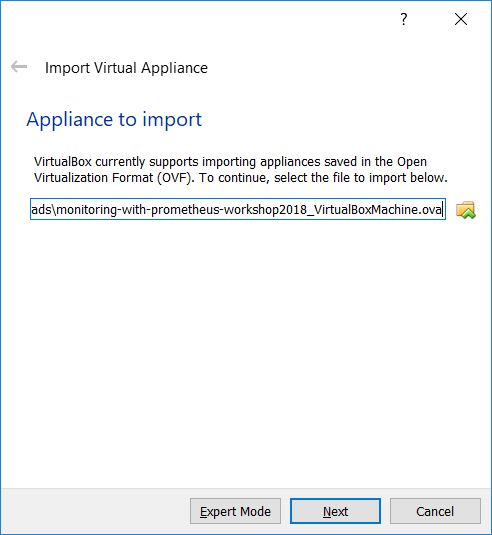 ?
Import Virtual Appliance
Appliance to import
VirtualBox currently supports importing appliances saved in the Open
Virtualization Format (OVF). To continue, select the file to import below.
ads\monitoring-with-prometheus-workshop2018_VirtualBoxMachine.ova
Expert Mode Next Cancel